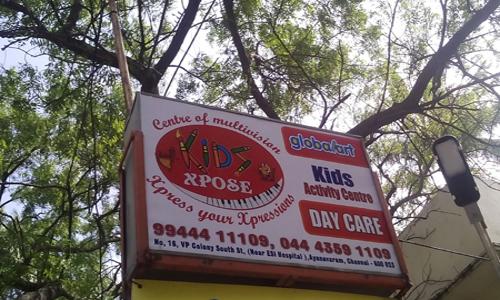 Centre of multivision
KiDS
XPOSE
Xpress your Xpressions
globalart
Kids
Activity Centre
DAY CARE
99444 11109, 044 4359 1109
No. 16, VP Colony South St, (Near ESI Hospital), Ayanavaram, Chennai - 600 023